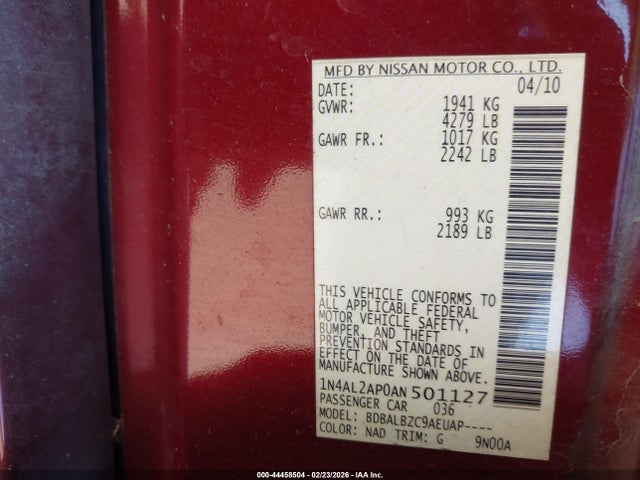 MFD BY NISSAN MOTOR CO., LTD.
DATE: 04/10
GVWR: 1941 KG
4279 LB
GAWR FR.: 1017 KG
2242 LB
GAWR RR.: 993 KG
2189 LB
THIS VEHICLE CONFORMS TO
ALL APPLICABLE FEDERAL
MOTOR VEHICLE SAFETY,
BUMPER, AND THEFT
PREVENTION STANDARDS IN
EFFECT ON THE DATE OF
MANUFACTURE SHOWN ABOVE.
1N4AL2AP0AN501127
PASSENGER CAR 036
MODEL: BDBALBZC9AEUAP----
COLOR: NAD TRIM: G 9N00A
000-44458504 - 02/23/2026 - IAA Inc.